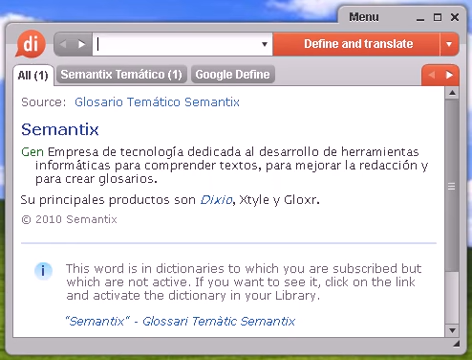 Menu
di
Define and translate
All (1)
Semantix Temático (1)
Google Define
Source: Glosario Temático Semantix
Semantix
Gen Empresa de tecnología dedicada al desarrollo de herramientas
informáticas para comprender textos, para mejorar la redacción y
para crear glosarios.
Su principales productos son Dixio, Xtyle y Gloxr.
© 2010 Semantix
i
This word is in dictionaries to which you are subscribed but
which are not active. If you want to see it, click on the link
and activate the dictionary in your Library.
"Semantix" - Glossari Temàtic Semantix